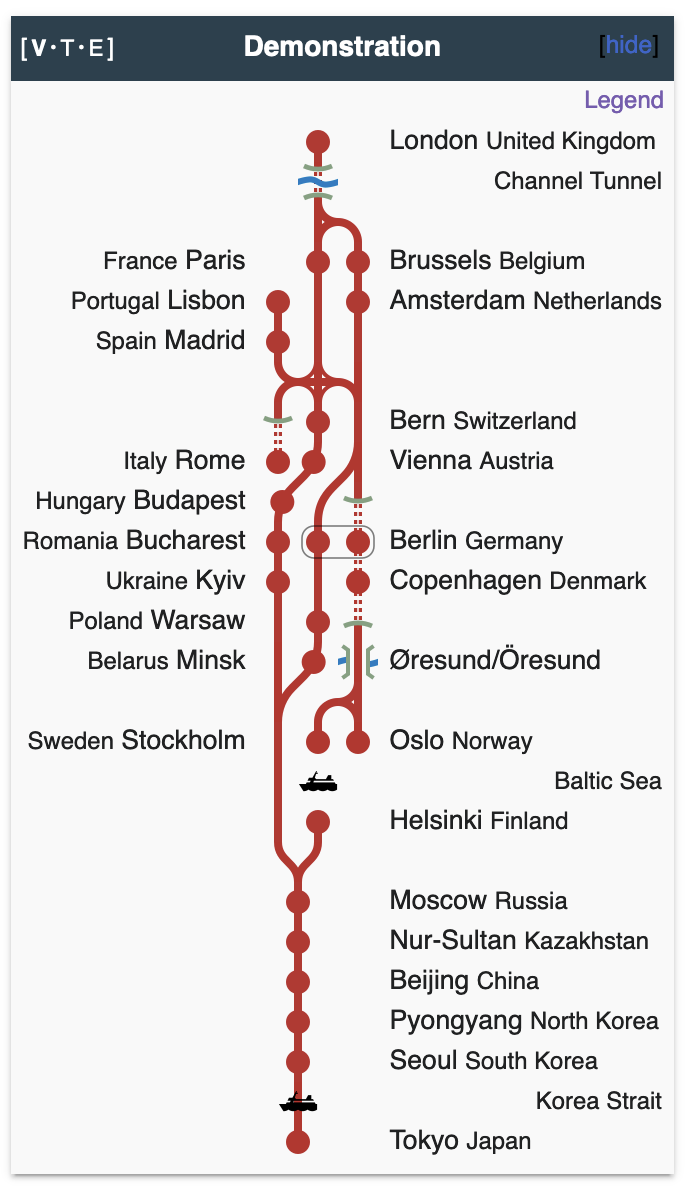 [V·T·E] Demonstration [hide]
Legend
London United Kingdom
Channel Tunnel
France Paris Brussels Belgium
Portugal Lisbon Amsterdam Netherlands
Spain Madrid
Bern Switzerland
Italy Rome Vienna Austria
Hungary Budapest
Romania Bucharest Berlin Germany
Ukraine Kyiv Copenhagen Denmark
Poland Warsaw
Belarus Minsk Øresund/Öresund
Sweden Stockholm Oslo Norway
Baltic Sea
Helsinki Finland
Moscow Russia
Nur-Sultan Kazakhstan
Beijing China
Pyongyang North Korea
Seoul South Korea
Korea Strait
Tokyo Japan